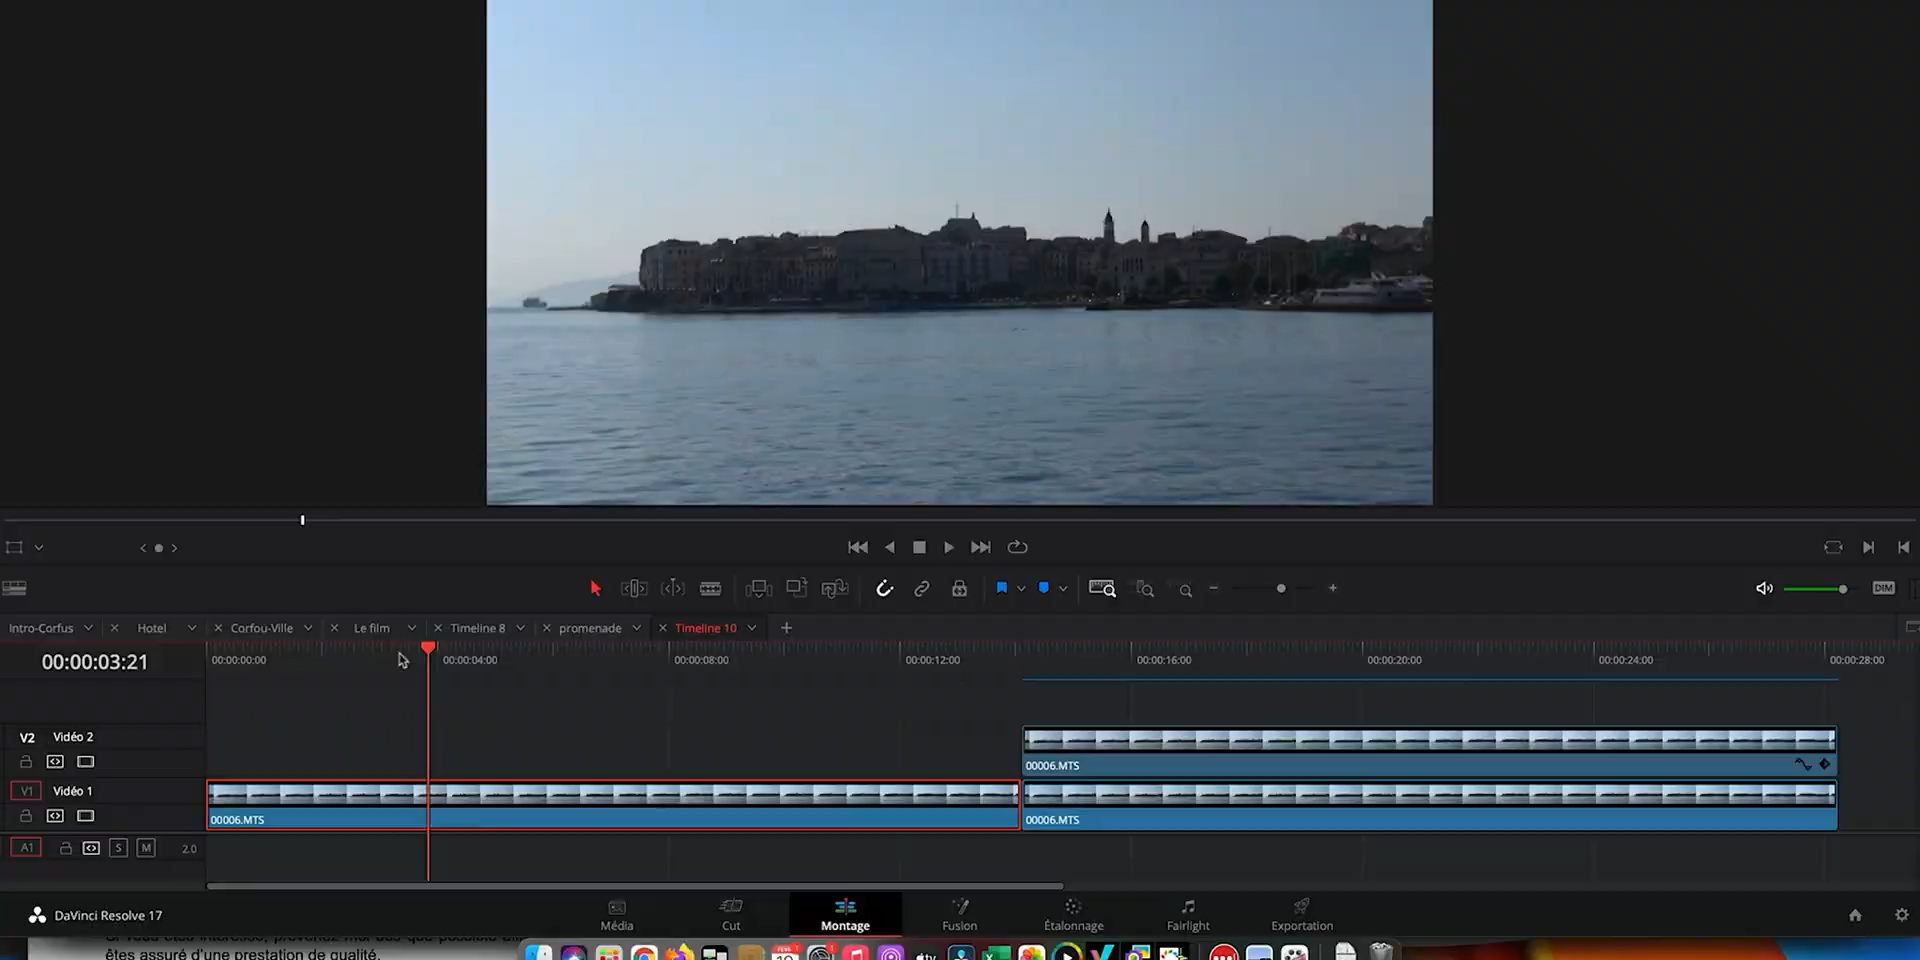 DIM
Intro-Corfus
Hotel
Corfou-Ville
Le film
Timeline 8
promenade
Timeline 10
00:00:03:21
00:00:00:00
00:00:04:00
00:00:08:00
00:00:12:00
00:00:16:00
00:00:20:00
00:00:24:00
00:00:28:00
V2 Vidéo 2
00006.MTS
V1 Vidéo 1
00006.MTS
00006.MTS
A1 S M 2.0
DaVinci Resolve 17
Média
Cut
Montage
Fusion
Étalonnage
Fairlight
Exportation
êtes assuré d'une prestation de qualité.